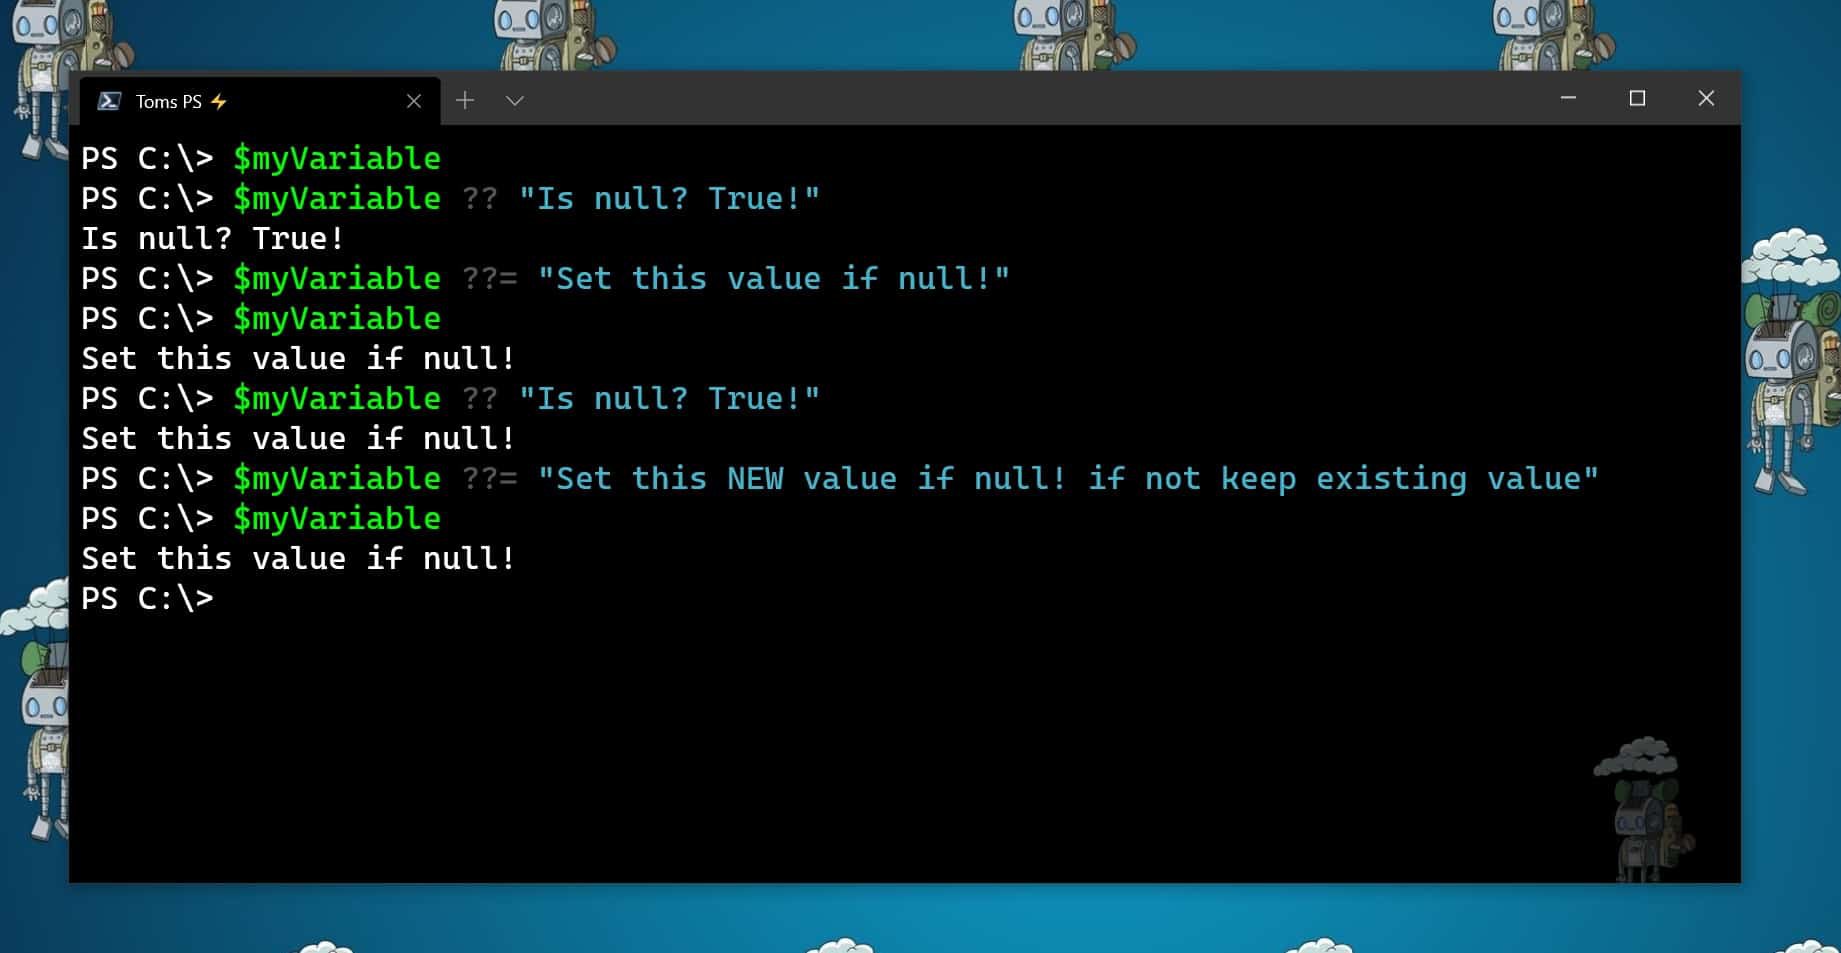 Toms PS ⚡
PS C:\> $myVariable
PS C:\> $myVariable ?? "Is null? True!"
Is null? True!
PS C:\> $myVariable ??= "Set this value if null!"
PS C:\> $myVariable
Set this value if null!
PS C:\> $myVariable ?? "Is null? True!"
Set this value if null!
PS C:\> $myVariable ??= "Set this NEW value if null! if not keep existing value"
PS C:\> $myVariable
Set this value if null!
PS C:\>